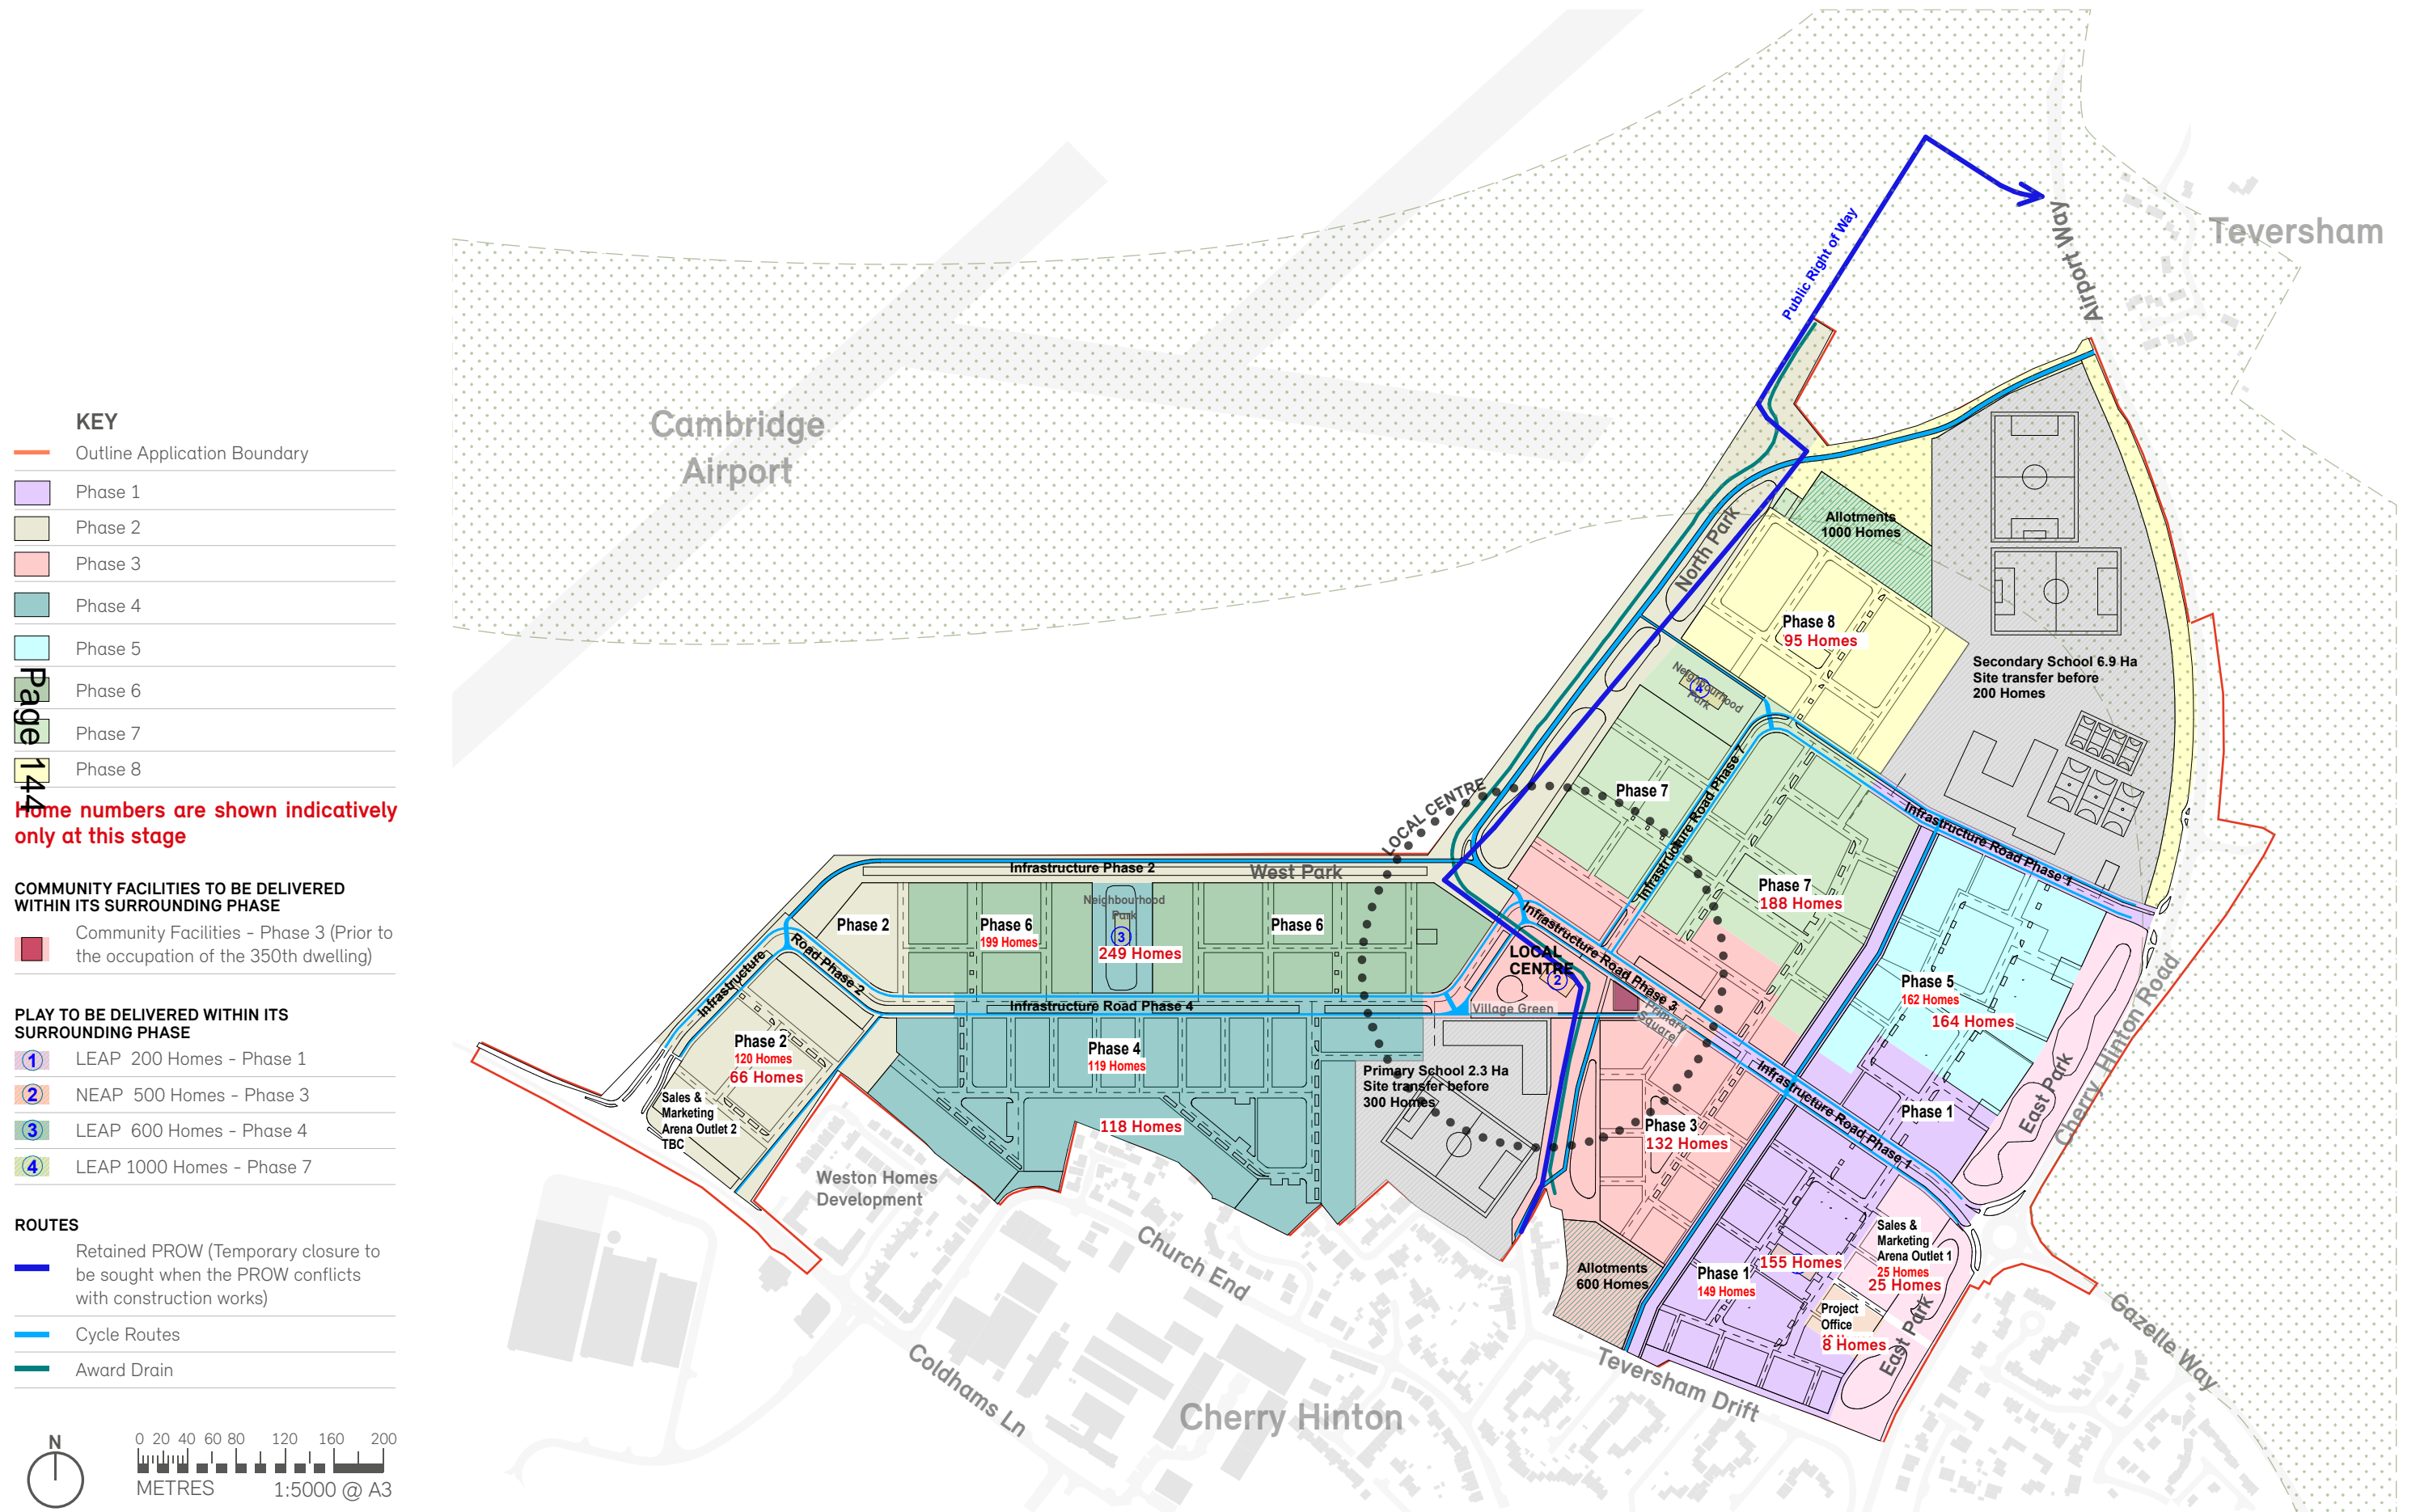 KEY
Outline Application Boundary
Phase 1
Phase 2
Phase 3
Phase 4
Phase 5
Phase 6
Phase 7
Phase 8
Page 144
Home numbers are shown indicatively
only at this stage
COMMUNITY FACILITIES TO BE DELIVERED
WITHIN ITS SURROUNDING PHASE
Community Facilities - Phase 3 (Prior to
the occupation of the 350th dwelling)
PLAY TO BE DELIVERED WITHIN ITS
SURROUNDING PHASE
1 LEAP 200 Homes - Phase 1
2 NEAP 500 Homes - Phase 3
3 LEAP 600 Homes - Phase 4
4 LEAP 1000 Homes - Phase 7
ROUTES
Retained PROW (Temporary closure to
be sought when the PROW conflicts
with construction works)
Cycle Routes
Award Drain
N
0 20 40 60 80 120 160 200
METRES
1:5000 @ A3
Cambridge
Airport
Teversham
Airport Way
Public Right of Way
North Park
Allotments
1000 Homes
Phase 8
95 Homes
Secondary School 6.9 Ha
Site transfer before
200 Homes
Neighbourhood
Park
4
Phase 7
Infrastructure Road Phase 7
Phase 7
188 Homes
Infrastructure Road Phase 1
LOCAL CENTRE
Infrastructure Phase 2
West Park
Phase 2
Phase 6
199 Homes
Neighbourhood
Park
3
249 Homes
Phase 6
Infrastructure Road Phase 3
LOCAL
CENTRE
2
Village Green
Primary
Square
Infrastructure
Road Phase 2
Infrastructure Road Phase 4
Phase 5
162 Homes
164 Homes
Phase 2
120 Homes
66 Homes
Sales &
Marketing
Arena Outlet 2
TBC
Phase 4
119 Homes
118 Homes
Primary School 2.3 Ha
Site transfer before
300 Homes
Phase 3
132 Homes
Infrastructure Road Phase 1
Phase 1
East Park
Cherry Hinton Road
Weston Homes
Development
Church End
Coldhams Ln
Cherry Hinton
Allotments
600 Homes
Phase 1
149 Homes
155 Homes
Sales &
Marketing
Arena Outlet 1
25 Homes
25 Homes
Project
Office
8 Homes
East Park
Teversham Drift
Gazelle Way